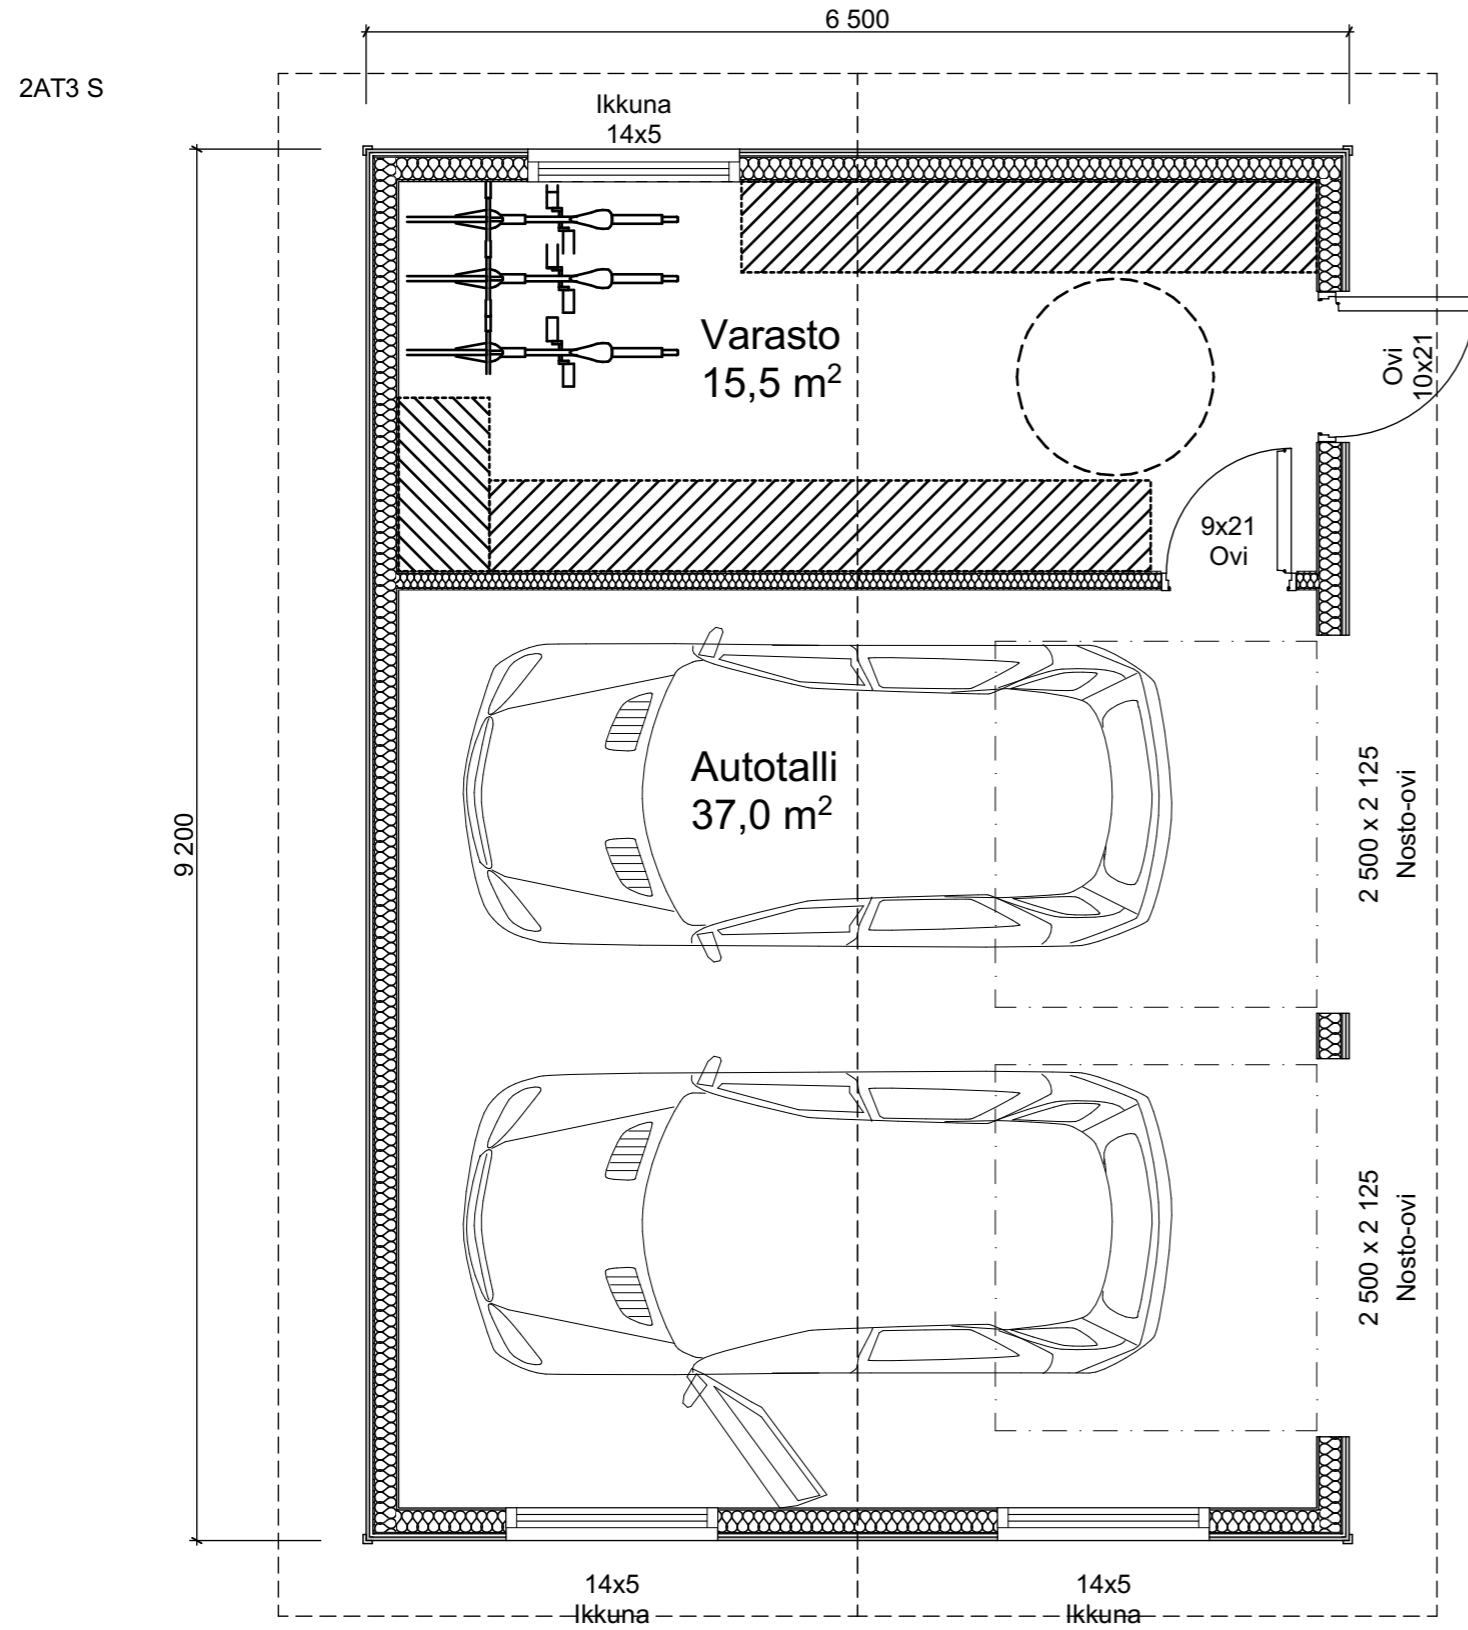 6 500
2AT3 S
Ikkuna
14x5
Varasto
15,5 m²
Ovi
10x21
9x21
Ovi
Autotalli
37,0 m²
2 500 x 2 125
Nosto-ovi
9 200
2 500 x 2 125
Nosto-ovi
14x5
Ikkuna
14x5
Ikkuna